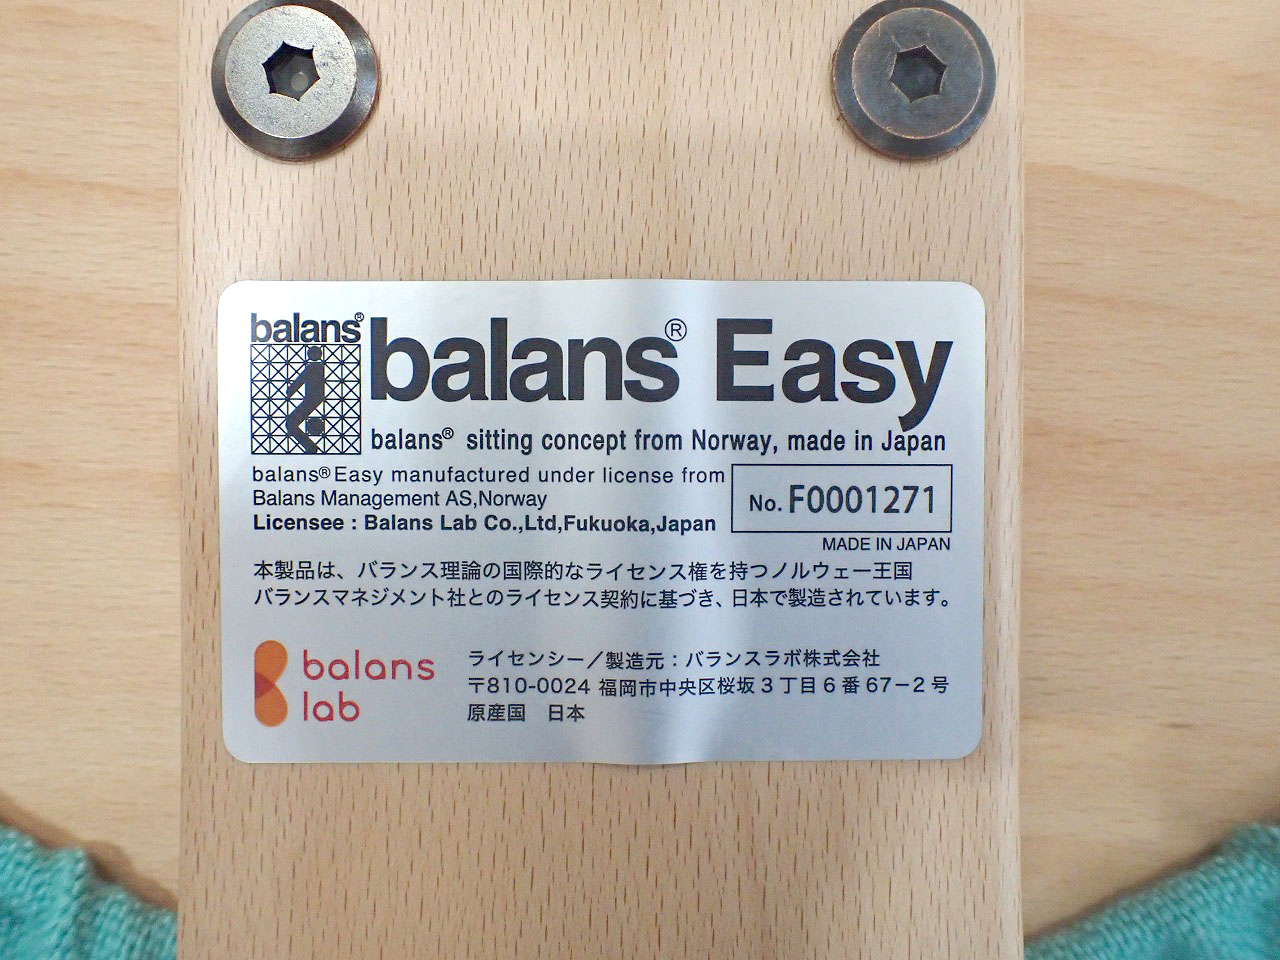 balans®
balans® Easy
balans® sitting concept from Norway, made in Japan
balans® Easy manufactured under license from
Balans Management AS,Norway
Licensee : Balans Lab Co.,Ltd,Fukuoka,Japan
No. F0001271
MADE IN JAPAN
本製品は、バランス理論の国際的なライセンス権を持つノルウェー王国
バランスマネジメント社とのライセンス契約に基づき、日本で製造されています。
balans
lab
ライセンシー／製造元：バランスラボ株式会社
〒810-0024 福岡市中央区桜坂３丁目６番67－２号
原産国　日本